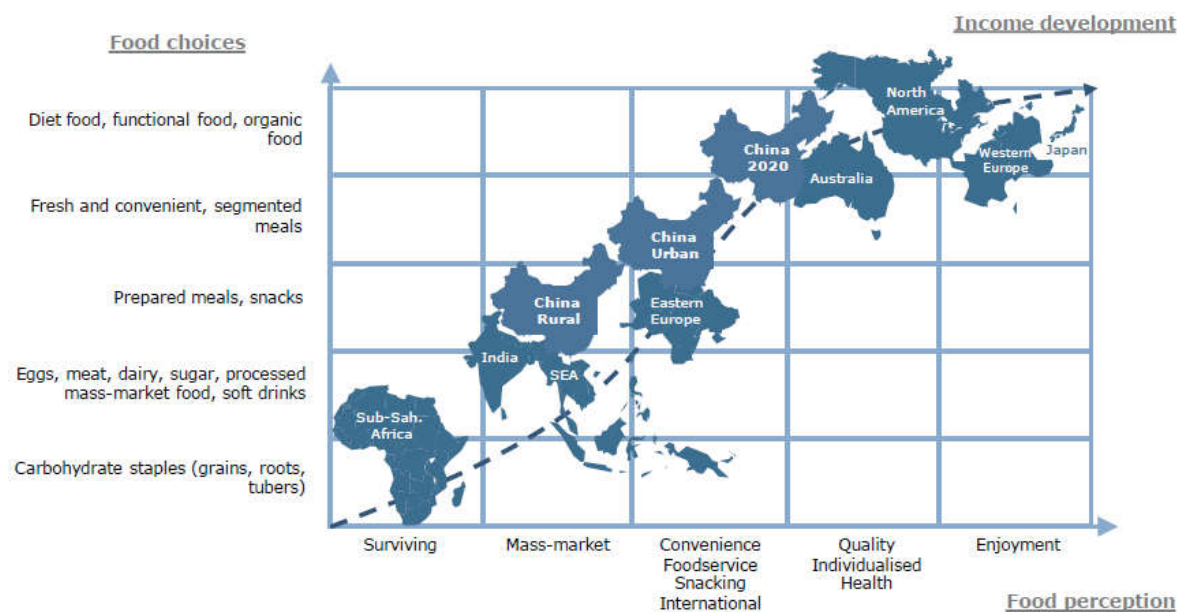 Income development
Food choices
Diet food, functional food, organic
food
Fresh and convenient, segmented
meals
Prepared meals, snacks
Eggs, meat, dairy, sugar, processed
mass-market food, soft drinks
Carbohydrate staples (grains, roots,
tubers)
North
America
China
2020
Western
Europe
Japan
Australia
China
Urban
China
Rural
Eastern
Europe
India
SEA
Sub-Sah.
Africa
Surviving
Mass-market
Convenience
Foodservice
Snacking
International
Quality
Individualised
Health
Enjoyment
Food perception